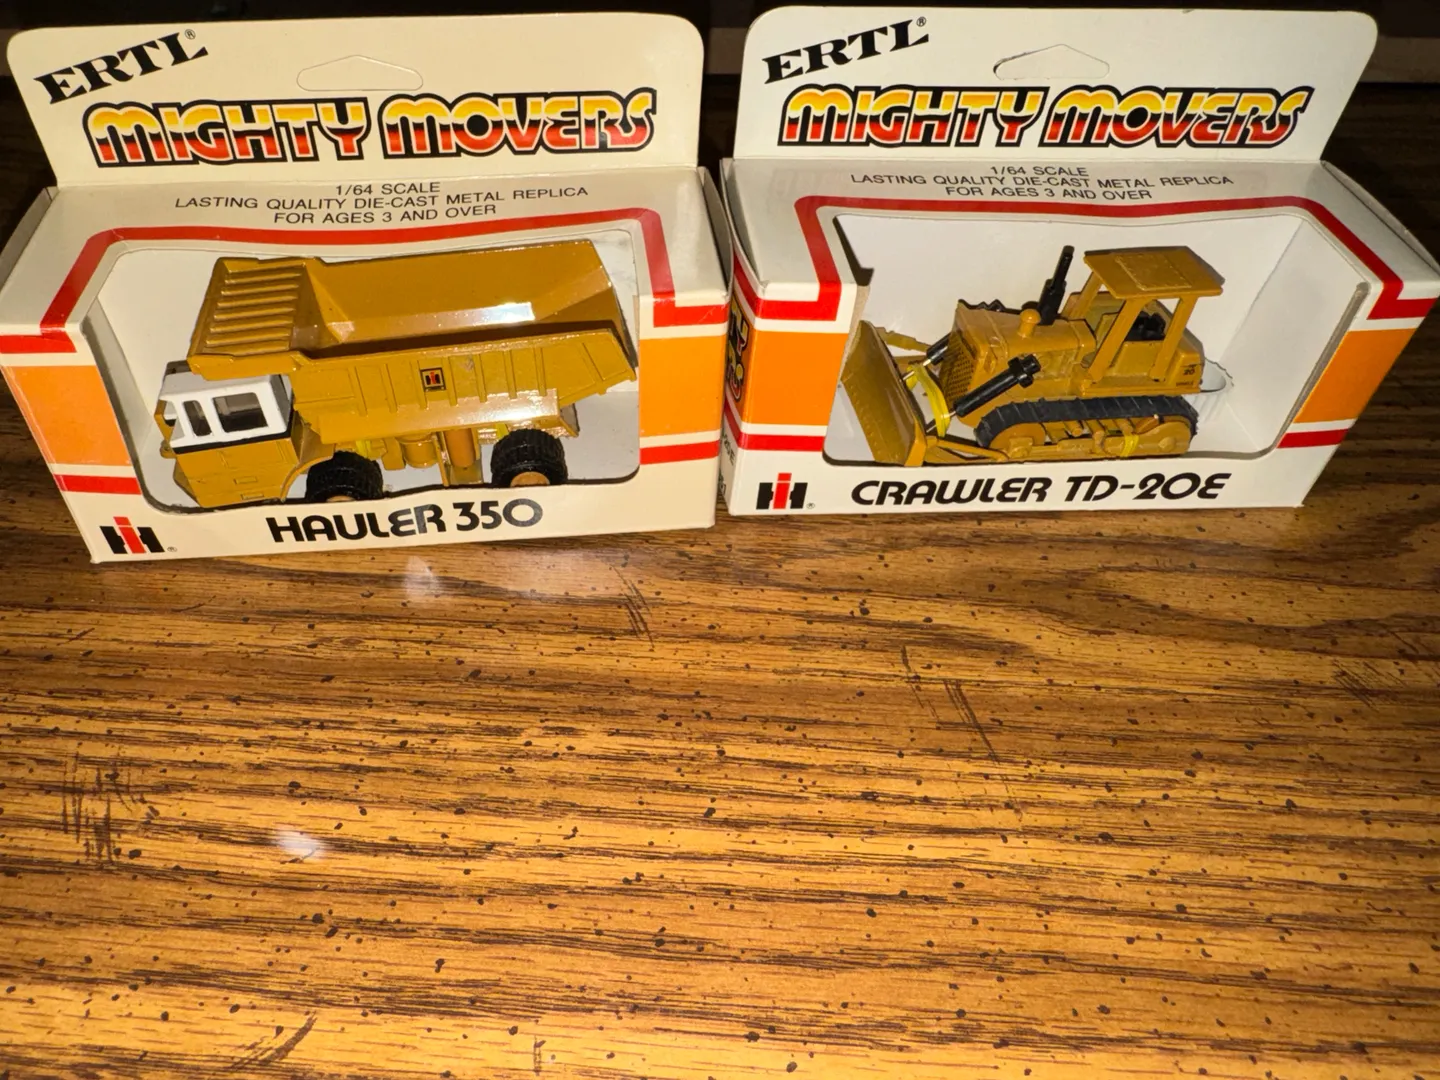 ERTL®
MIGHTY MOVERS
1/64 SCALE
LASTING QUALITY DIE-CAST METAL REPLICA
FOR AGES 3 AND OVER
HAULER 350
ERTL®
MIGHTY MOVERS
1/64 SCALE
LASTING QUALITY DIE-CAST METAL REPLICA
FOR AGES 3 AND OVER
CRAWLER TD-20E